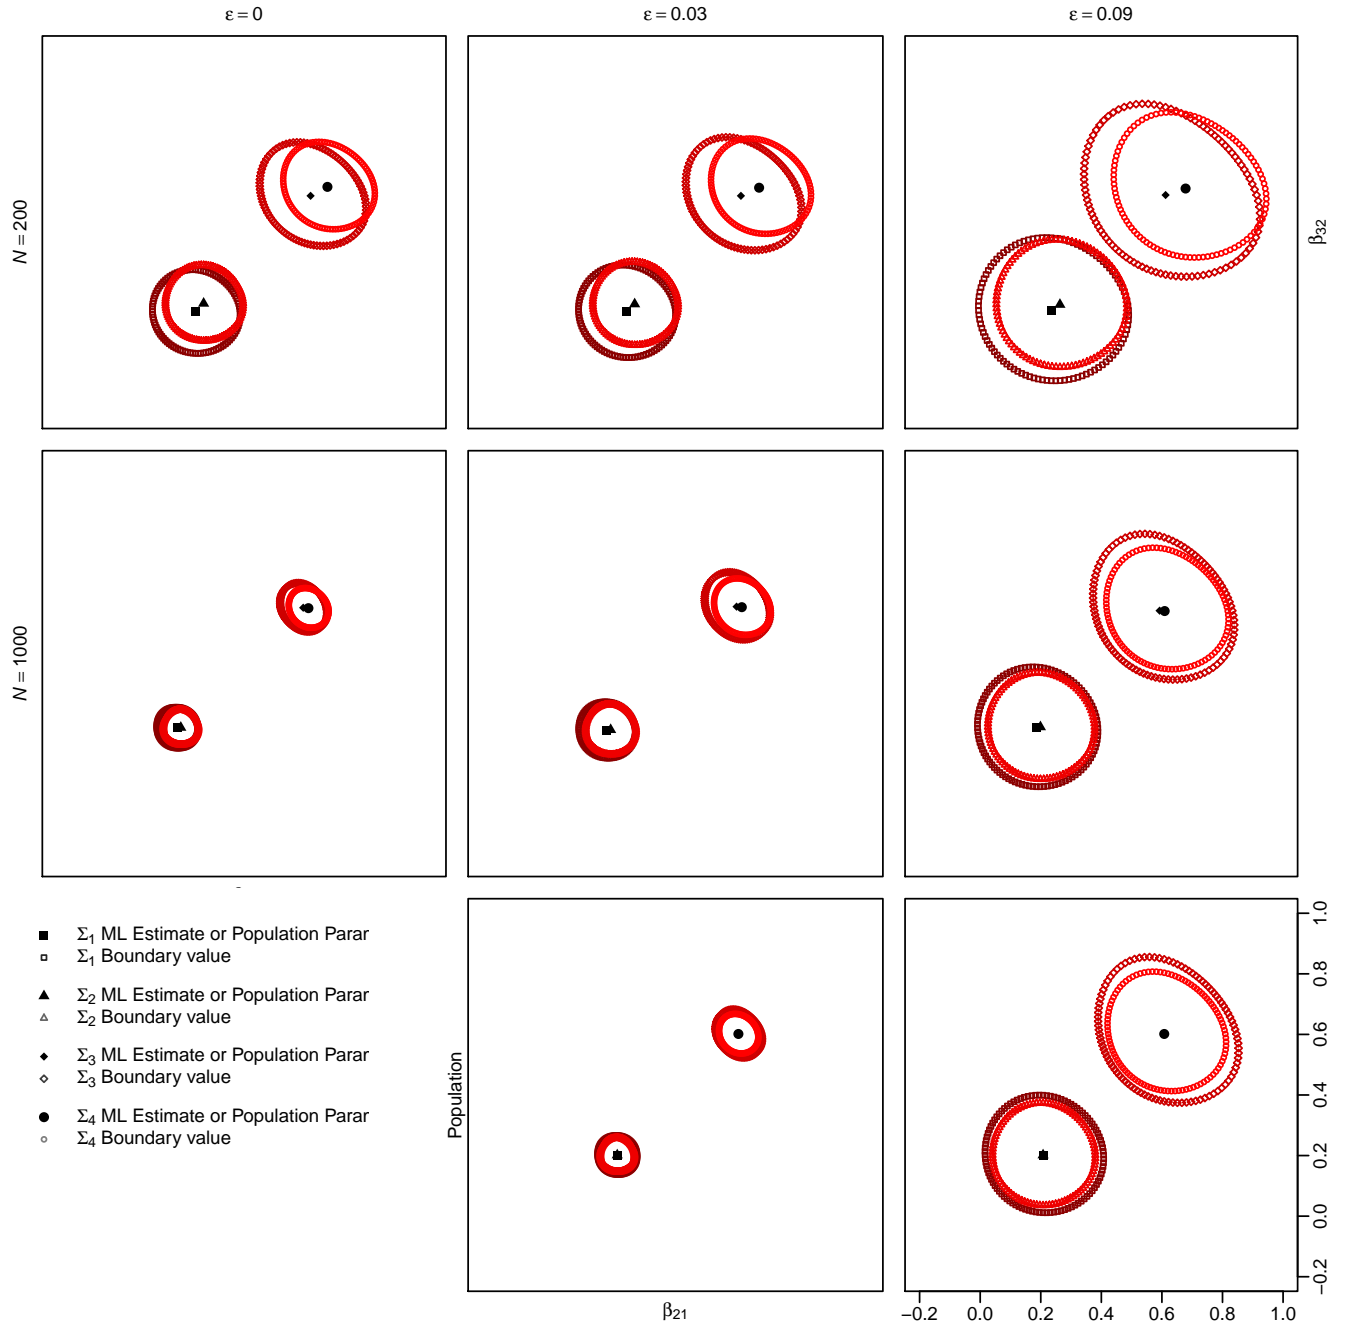 ε = 0
ε = 0.03
ε = 0.09
N = 200
β32
N = 1000
Σ1 ML Estimate or Population Parar
Σ1 Boundary value
Σ2 ML Estimate or Population Parar
Σ2 Boundary value
Σ3 ML Estimate or Population Parar
Σ3 Boundary value
Σ4 ML Estimate or Population Parar
Σ4 Boundary value
Population
β21
−0.2 0.0 0.2 0.4 0.6 0.8 1.0
−0.2 0.0 0.2 0.4 0.6 0.8 1.0